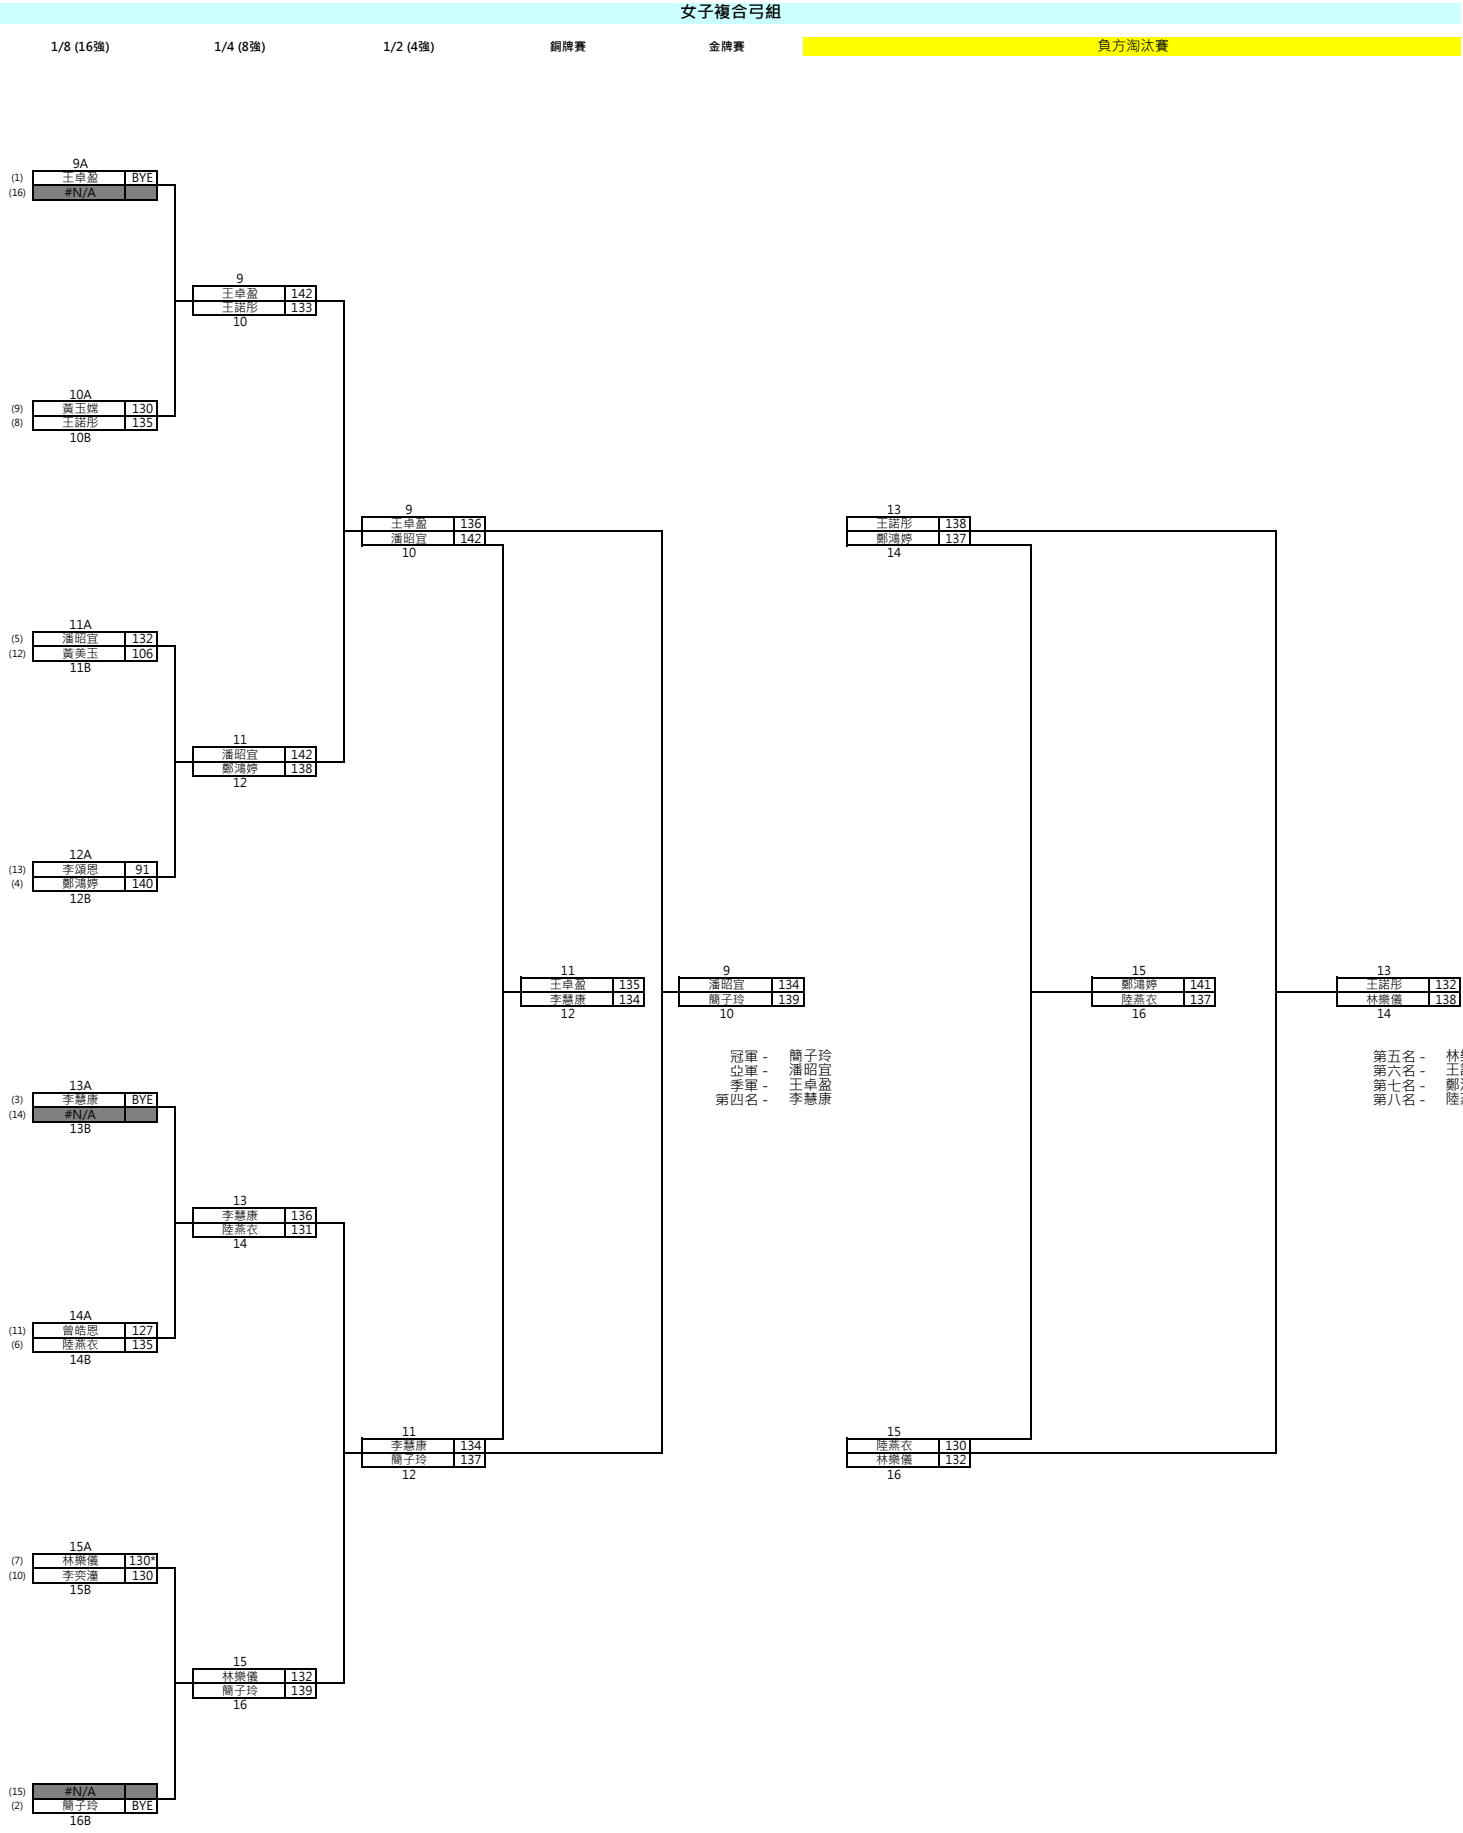 女子複合弓組
1/8 (16強) 1/4 (8強) 1/2 (4強) 銅牌賽 金牌賽 負方淘汰賽
9A
(1) 王卓盈 BYE
(16) #N/A
9
王卓盈 142
王諾彤 133
10
10A
(9) 黃玉嫦 130
(8) 王諾彤 135
10B
9
王卓盈 136
潘昭宜 142
10
13
王諾彤 138
鄭鴻婷 137
14
11A
(5) 潘昭宜 132
(12) 黃美玉 106
11B
11
潘昭宜 142
鄭鴻婷 138
12
12A
(13) 李頌恩 91
(4) 鄭鴻婷 140
12B
11
王卓盈 135
李慧康 134
12
9
潘昭宜 134
簡子玲 139
10
15
鄭鴻婷 141
陸燕衣 137
16
13
王諾彤 132
林樂儀 138
14
冠軍 - 簡子玲
亞軍 - 潘昭宜
季軍 - 王卓盈
第四名 - 李慧康
第五名 - 林
第六名 - 王
第七名 - 鄭
第八名 - 陸
13A
(3) 李慧康 BYE
(14) #N/A
13B
13
李慧康 136
陸燕衣 131
14
14A
(11) 曾皓恩 127
(6) 陸燕衣 135
14B
11
李慧康 134
簡子玲 137
12
15
陸燕衣 130
林樂儀 132
16
15A
(7) 林樂儀 130*
(10) 李奕潼 130
15B
15
林樂儀 132
簡子玲 139
16
(15) #N/A
(2) 簡子玲 BYE
16B